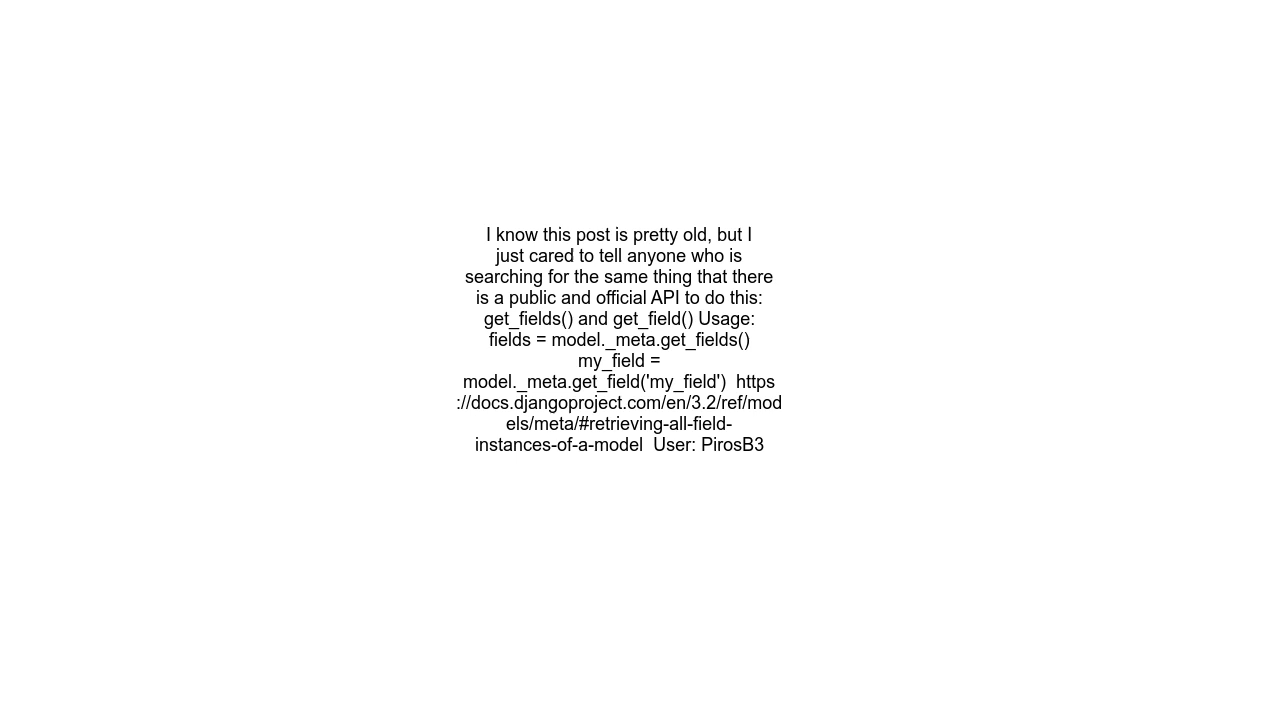 I know this post is pretty old, but I
just cared to tell anyone who is
searching for the same thing that there
is a public and official API to do this:
get_fields() and get_field() Usage:
fields = model._meta.get_fields()
my_field =
model._meta.get_field('my_field')  https
://docs.djangoproject.com/en/3.2/ref/mod
els/meta/#retrieving-all-field-
instances-of-a-model  User: PirosB3